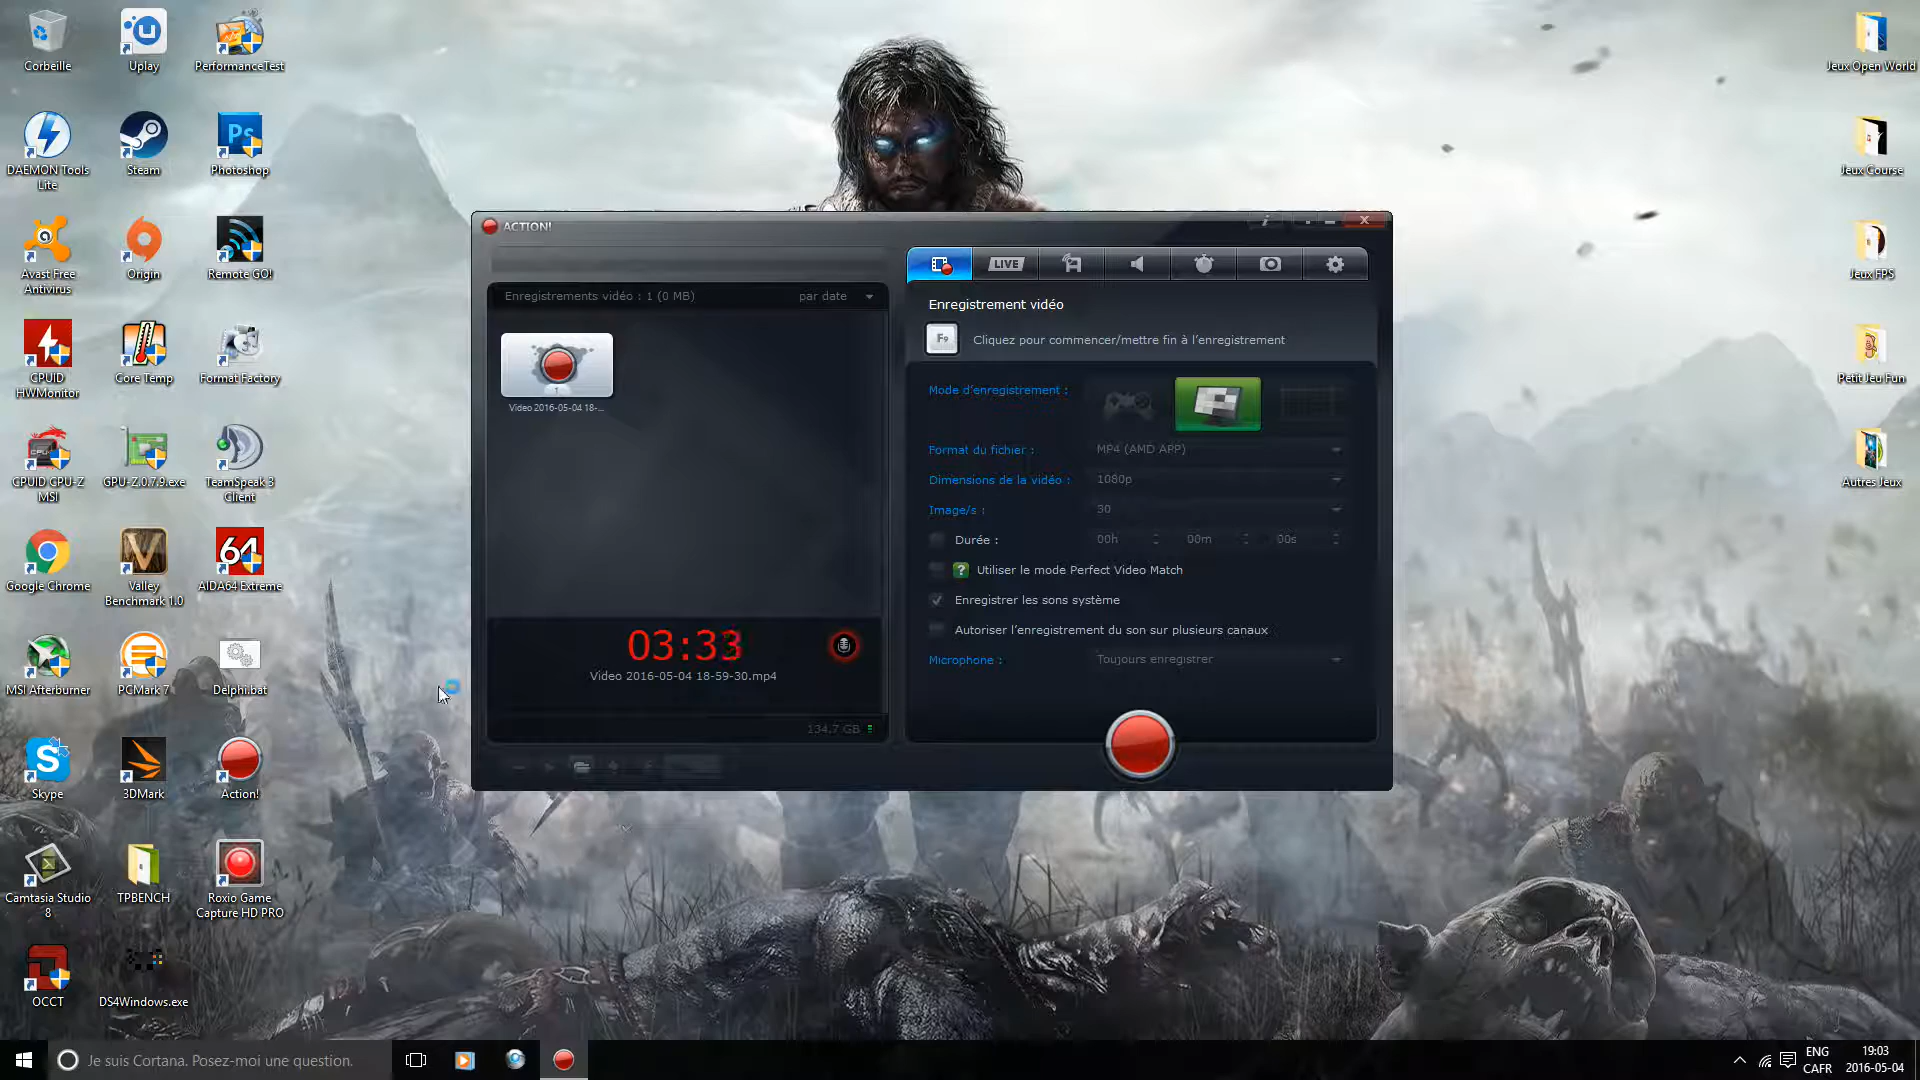 Corbeille
Uplay
PerformanceTest
DAEMON Tools
Lite
Steam
Ps
Photoshop
Avast Free
Antivirus
Origin
Remote GO!
CPUID
HWMonitor
Core Temp
Format Factory
CPUID CPU-Z
MSI
GPU-Z.0.7.9.exe
TeamSpeak 3
Client
Google Chrome
Valley
Benchmark 1.0
64
AIDA64 Extreme
MSI Afterburner
PCMark 7
Delphi.bat
Skype
3DMark
Action!
Camtasia Studio
8
TPBENCH
Roxio Game
Capture HD PRO
OCCT
DS4Windows.exe
Jeux Open World
Jeux Course
Jeux FPS
Petit Jeu Fun
Autres Jeux
ACTION!
Enregistrements vidéo : 1 (0 MB)
par date
1
Video 2016-05-04 18-...
03:33
Video 2016-05-04 18-59-30.mp4
134,7 GB
LIVE
Enregistrement vidéo
F9
Cliquez pour commencer/mettre fin à l'enregistrement
Mode d'enregistrement :
Format du fichier :
MP4 (AMD APP)
Dimensions de la vidéo :
1080p
Image/s :
30
Durée :
00h
00m
00s
? Utiliser le mode Perfect Video Match
Enregistrer les sons système
Autoriser l'enregistrement du son sur plusieurs canaux
Microphone :
Toujours enregistrer
Je suis Cortana. Posez-moi une question.
ENG
CAFR
19:03
2016-05-04